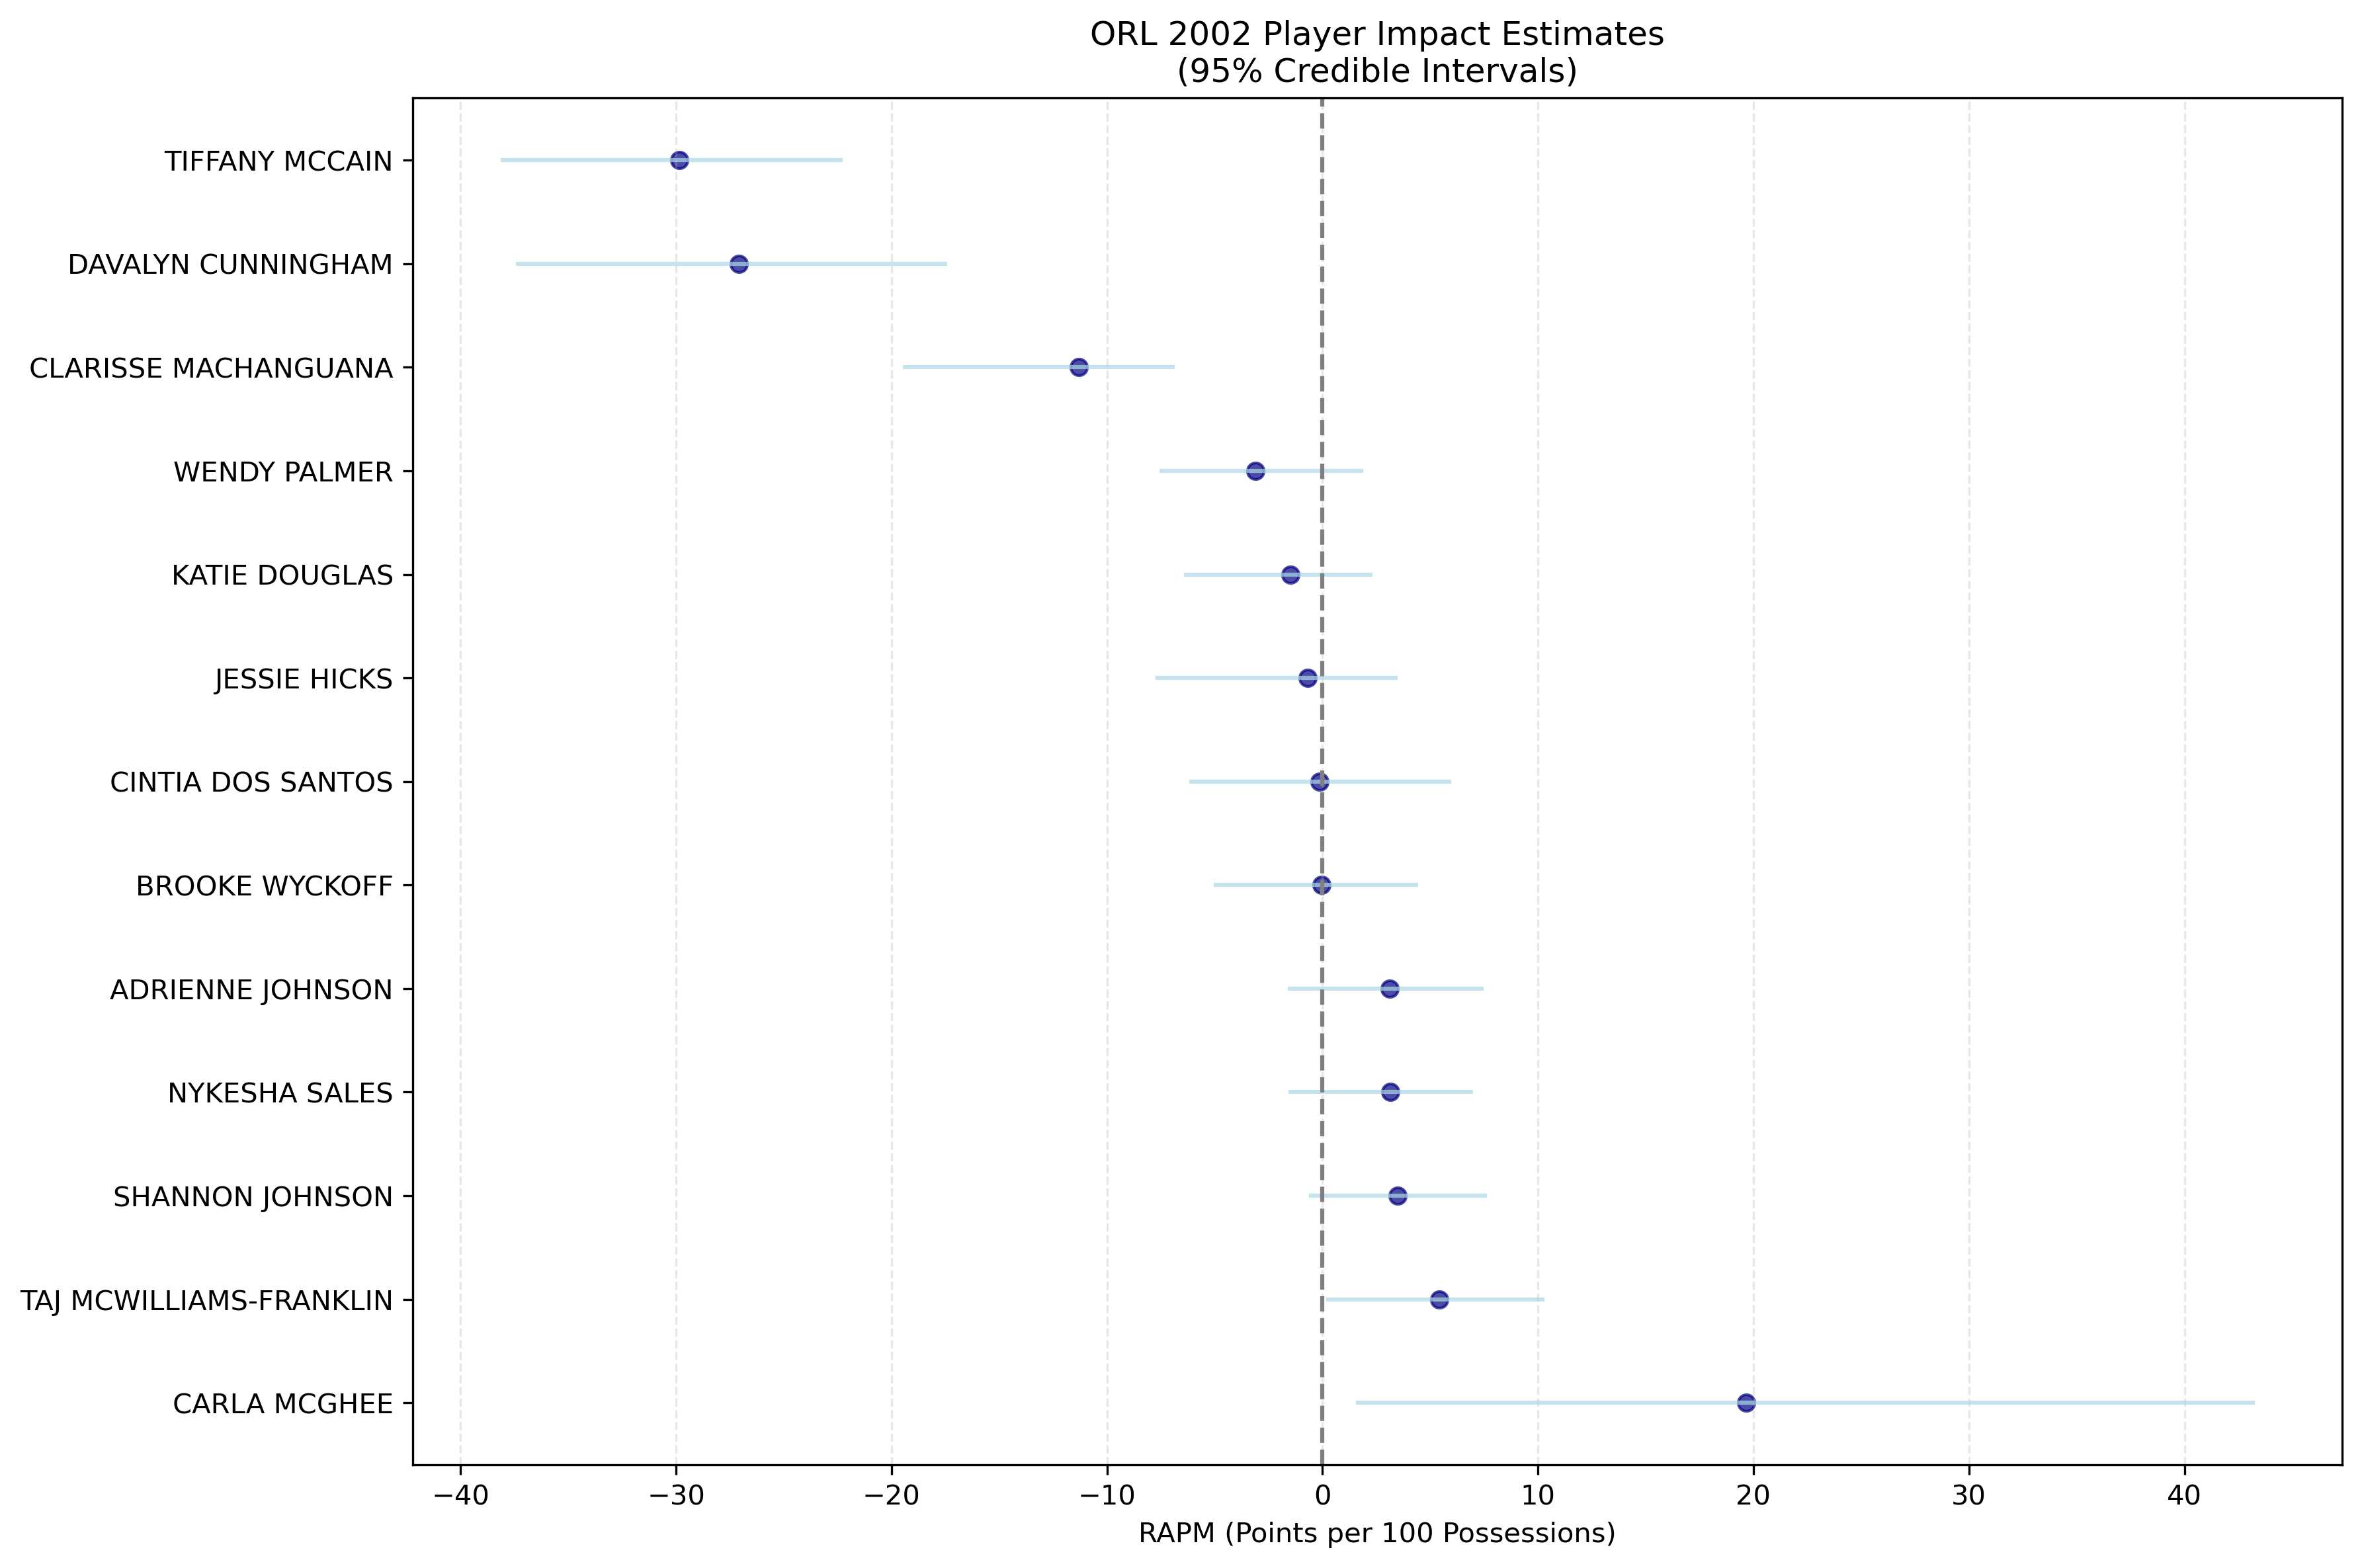 ORL 2002 Player Impact Estimates
(95% Credible Intervals)
TIFFANY MCCAIN
DAVALYN CUNNINGHAM
CLARISSE MACHANGUANA
WENDY PALMER
KATIE DOUGLAS
JESSIE HICKS
CINTIA DOS SANTOS
BROOKE WYCKOFF
ADRIENNE JOHNSON
NYKESHA SALES
SHANNON JOHNSON
TAJ MCWILLIAMS-FRANKLIN
CARLA MCGHEE
−40 −30 −20 −10 0 10 20 30 40
RAPM (Points per 100 Possessions)